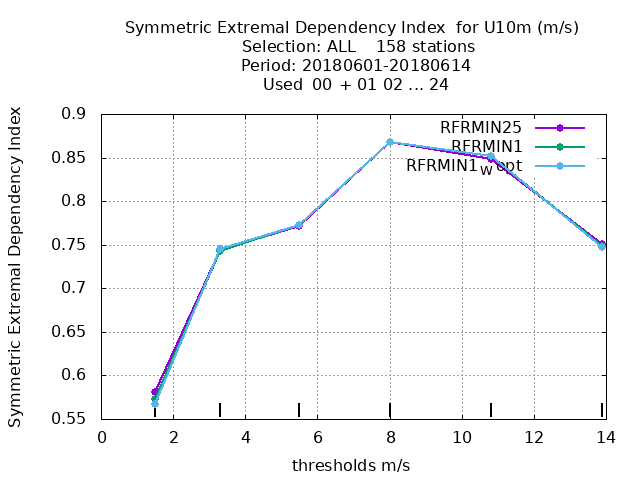 Symmetric Extremal Dependency Index for U10m (m/s)
Selection: ALL 158 stations
Period: 20180601-20180614
Used 00 + 01 02 ... 24
Symmetric Extremal Dependency Index
0.9
0.85
0.8
0.75
0.7
0.65
0.6
0.55
RFRMIN25
RFRMIN1
RFRMIN1wopt
0 2 4 6 8 10 12 14
thresholds m/s